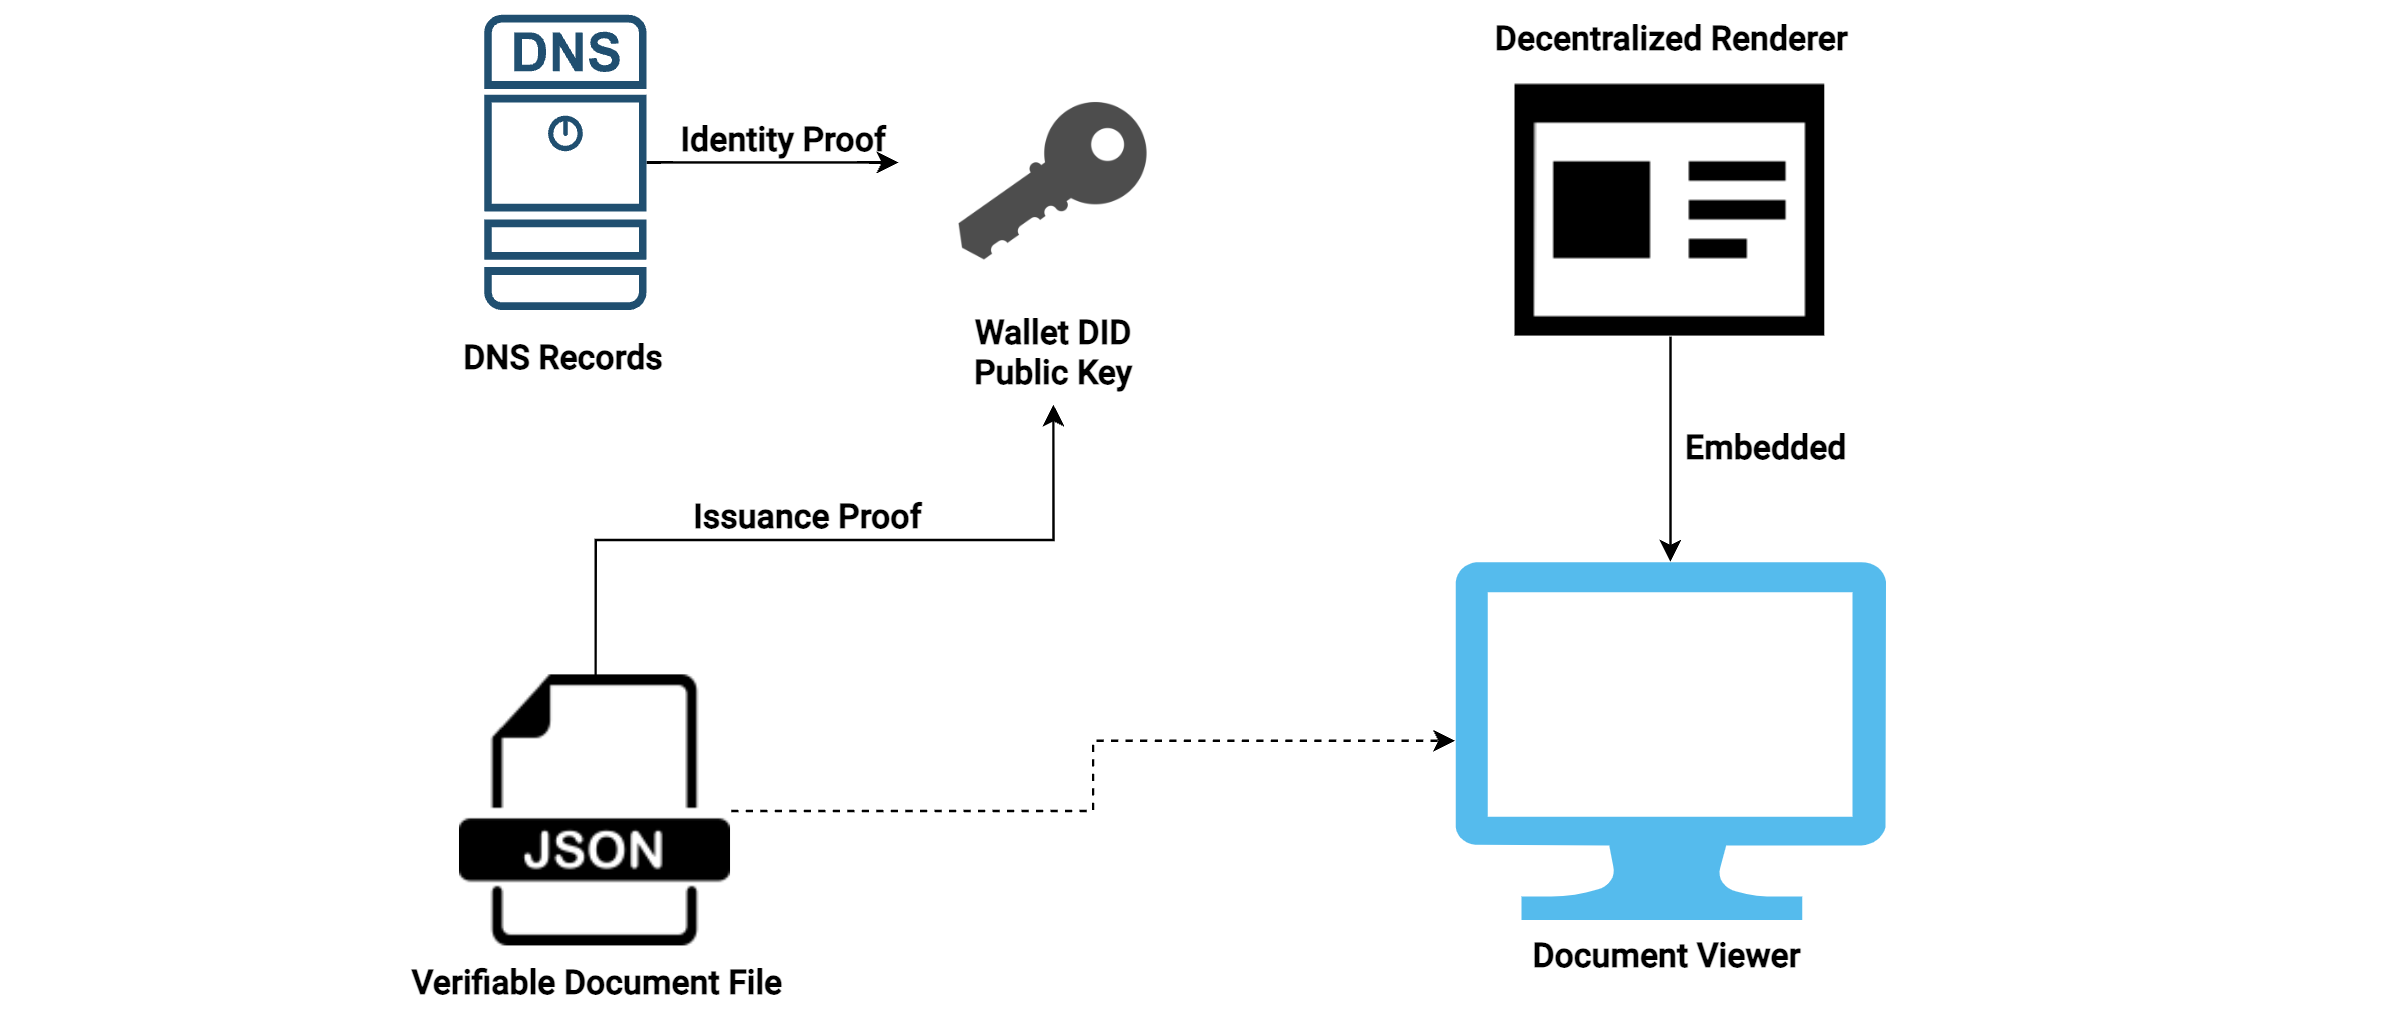 DNS
Identity Proof
DNS Records
Wallet DID
Public Key
Decentralized Renderer
Embedded
Issuance Proof
JSON
Verifiable Document File
Document Viewer